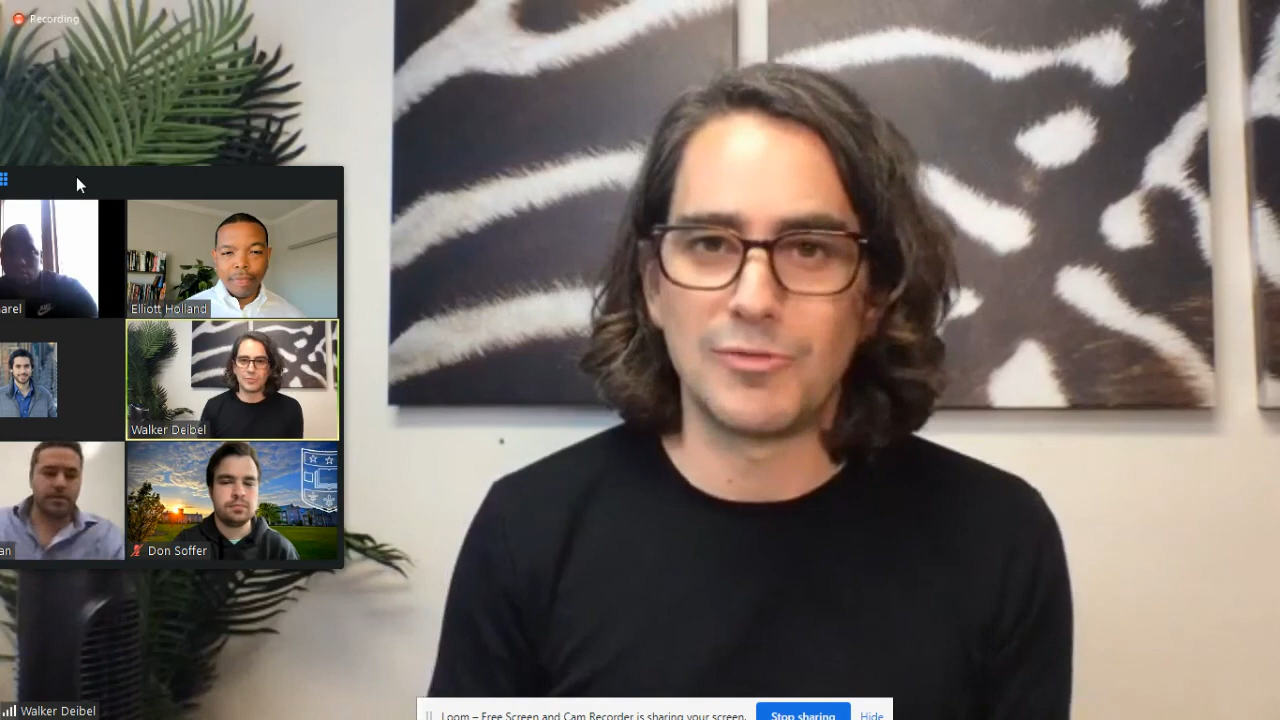 Recording
arel
Elliott Holland
Walker Deibel
an
Don Soffer
Walker Deibel
Loom – Free Screen and Cam Recorder is sharing your screen.
Stop sharing
Hide